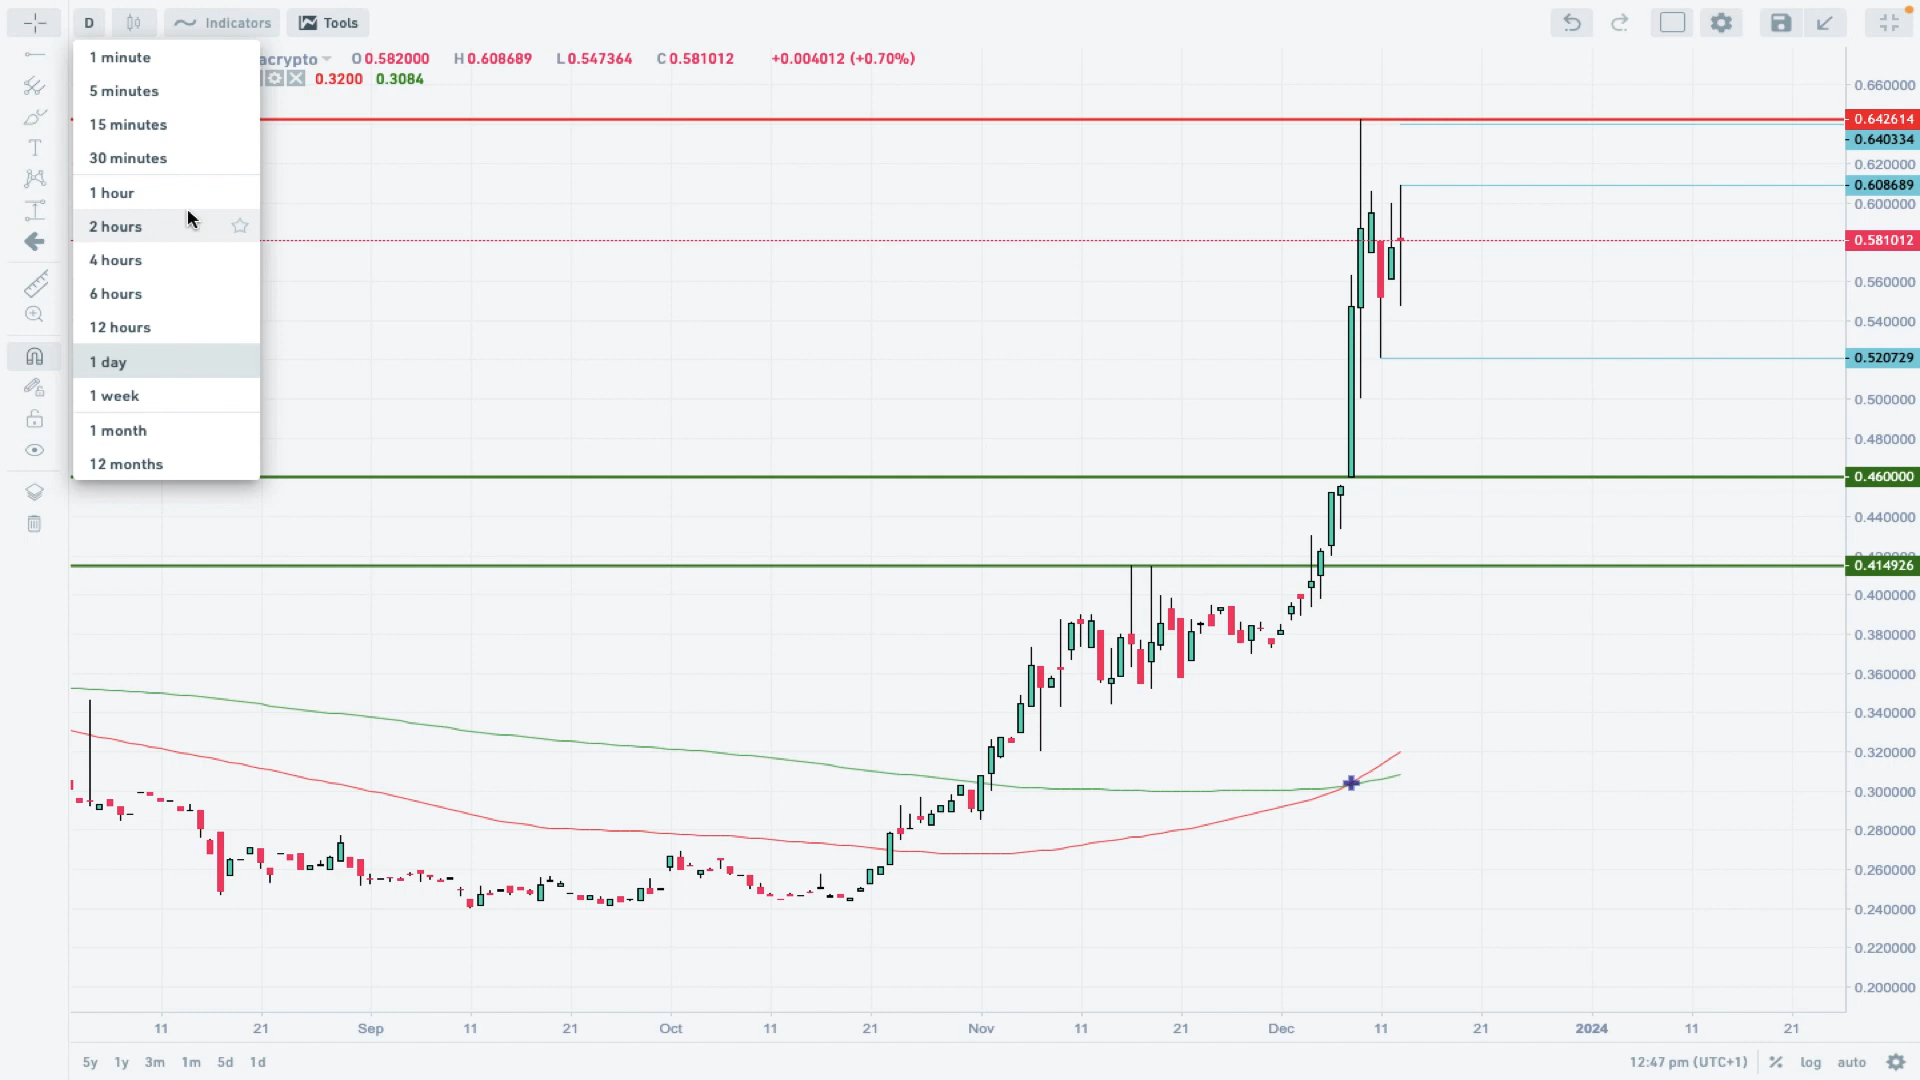 D Indicators Tools
acrypto O 0.582000 H 0.608689 L 0.547364 C 0.581012 +0.004012 (+0.70%)
0.3200 0.3084
1 minute
5 minutes
15 minutes
30 minutes
1 hour
2 hours
4 hours
6 hours
12 hours
1 day
1 week
1 month
12 months
T
0.660000
0.642614
0.640334
0.620000
0.608689
0.600000
0.581012
0.560000
0.540000
0.520729
0.500000
0.480000
0.460000
0.440000
0.414926
0.400000
0.380000
0.360000
0.340000
0.320000
0.300000
0.280000
0.260000
0.240000
0.220000
0.200000
11 21 Sep 11 21 Oct 11 21 Nov 11 21 Dec 11 21 2024 11 21
5y 1y 3m 1m 5d 1d 12:47 pm (UTC+1) % log auto